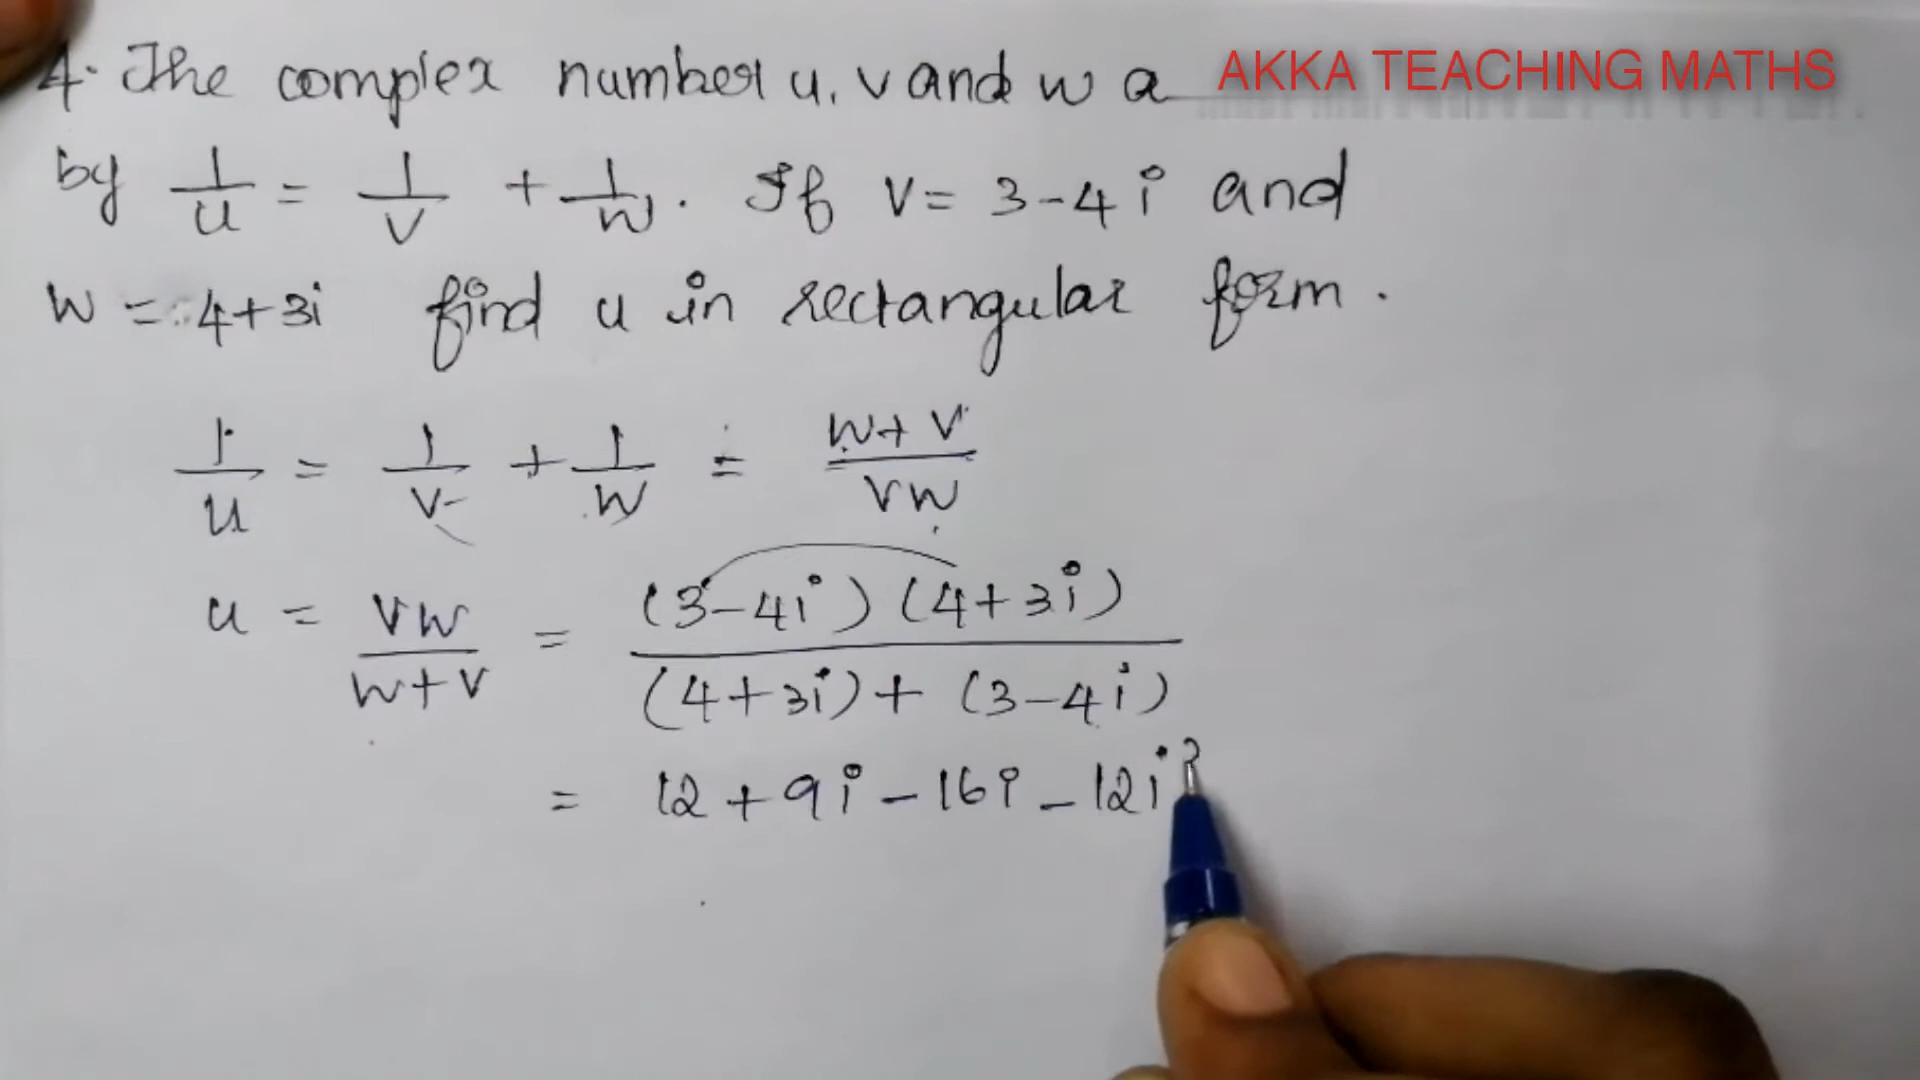 4. The complex number u, v and w a AKKA TEACHING MATHS
by 1/u = 1/v + 1/w. If v = 3-4i and
w = 4+3i find u in rectangular form.
1/u = 1/v + 1/w = w+v/vw
u = vw/w+v = (3-4i)(4+3i)/(4+3i)+(3-4i)
= 12+9i-16i-12i²